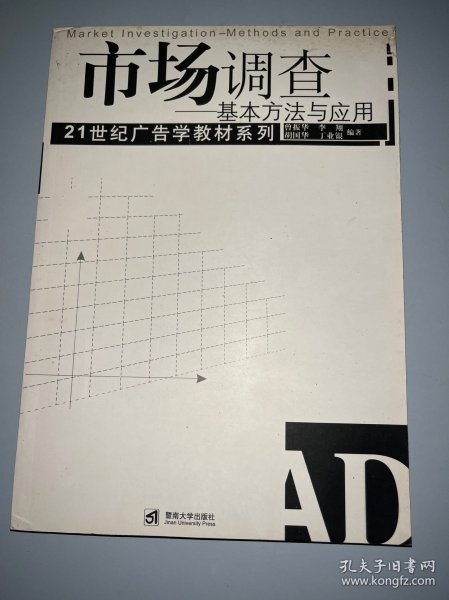 Market Investigation-Methods and Practice
市场调查
——基本方法与应用
21世纪广告学教材系列
曾振华 李翔
胡国华 丁业银 编著
AD
暨南大学出版社
Jinan University Press
孔夫子旧书网
www.kongfz.com